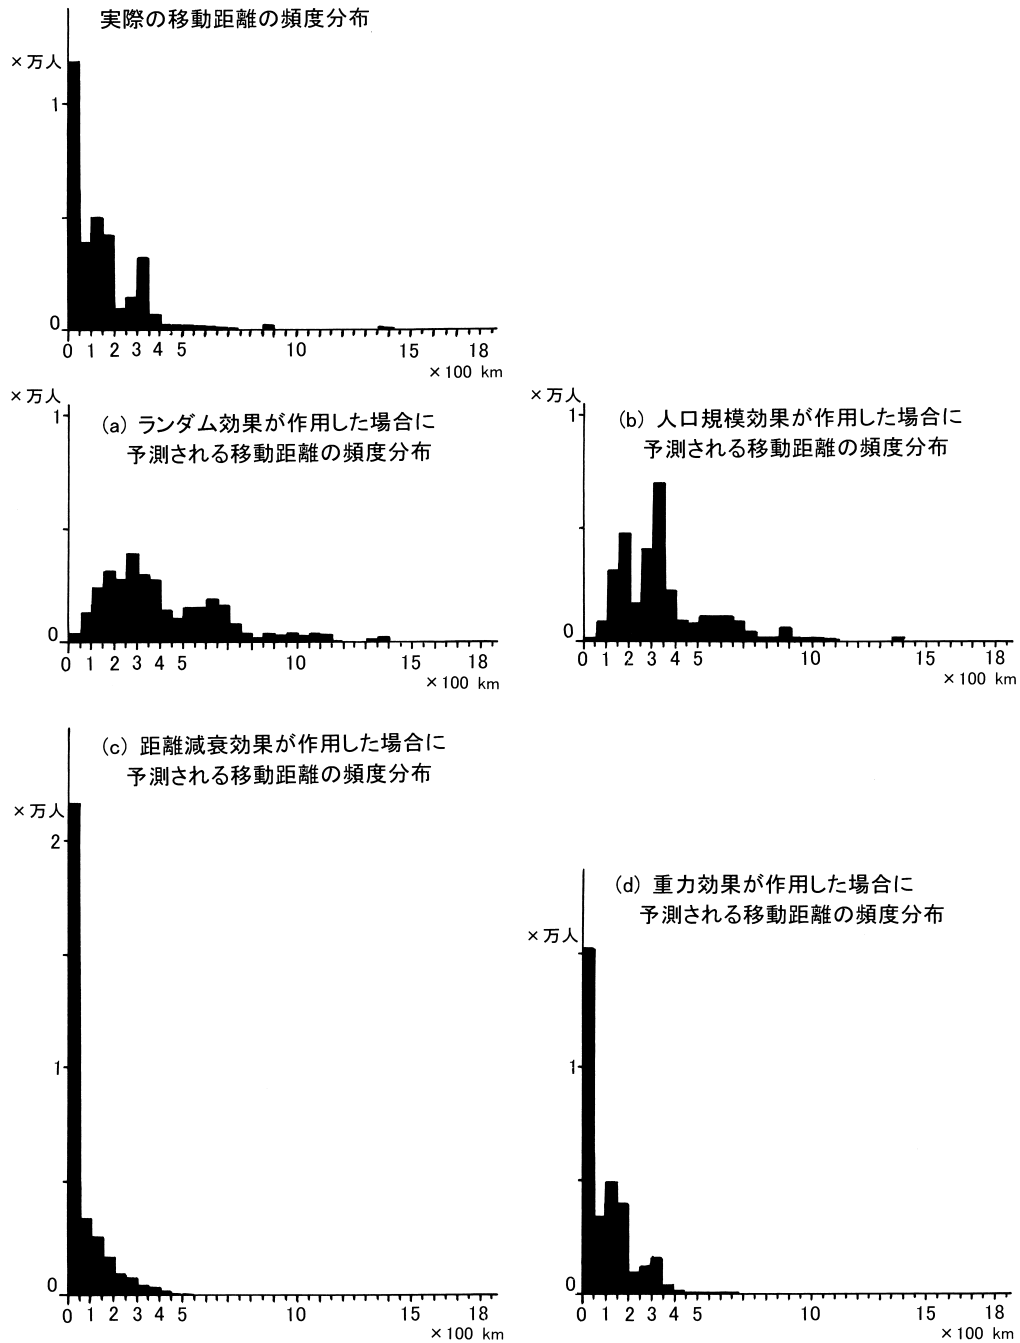 実際の移動距離の頻度分布
×万人
1
0
0 1 2 3 4 5 10 15 18
×100 km
×万人
1
(a) ランダム効果が作用した場合に
予測される移動距離の頻度分布
0
0 1 2 3 4 5 10 15 18
×100 km
×万人
1
(b) 人口規模効果が作用した場合に
予測される移動距離の頻度分布
0
0 1 2 3 4 5 10 15 18
×100 km
(c) 距離減衰効果が作用した場合に
予測される移動距離の頻度分布
×万人
2
1
0
0 1 2 3 4 5 10 15 18
×100 km
(d) 重力効果が作用した場合に
予測される移動距離の頻度分布
×万人
1
0
0 1 2 3 4 5 10 15 18
×100 km